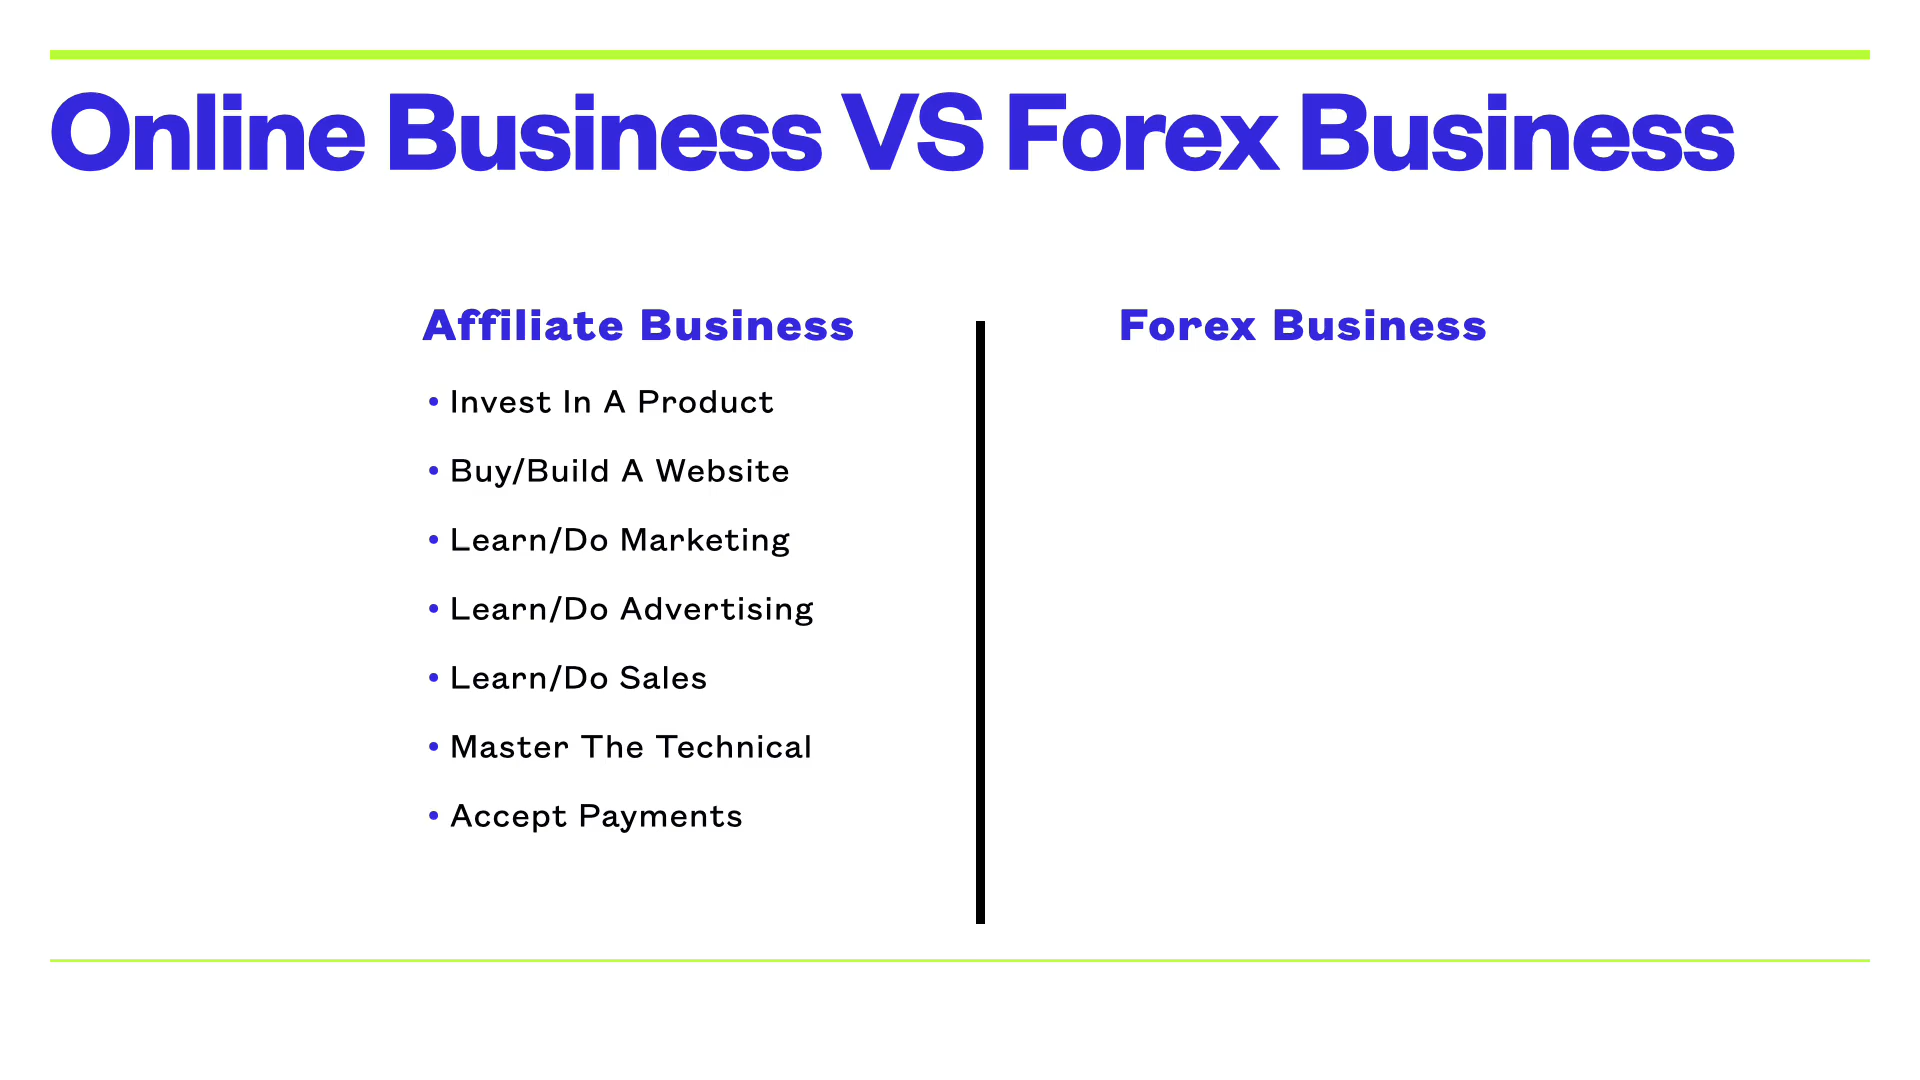 Online Business VS Forex Business
Affiliate Business
• Invest In A Product
• Buy/Build A Website
• Learn/Do Marketing
• Learn/Do Advertising
• Learn/Do Sales
• Master The Technical
• Accept Payments
Forex Business